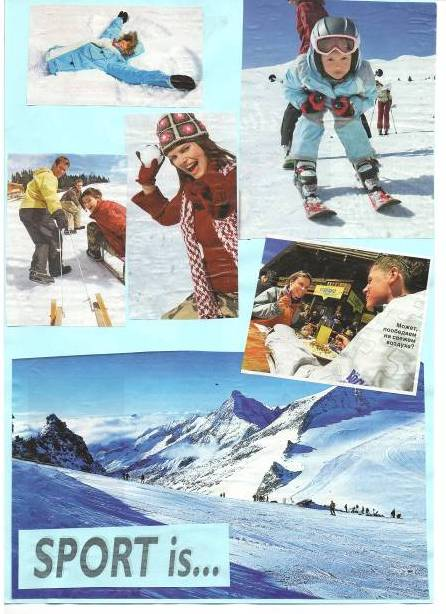 Может,
пообедаем
на свежем
воздухе?
SPORT is...